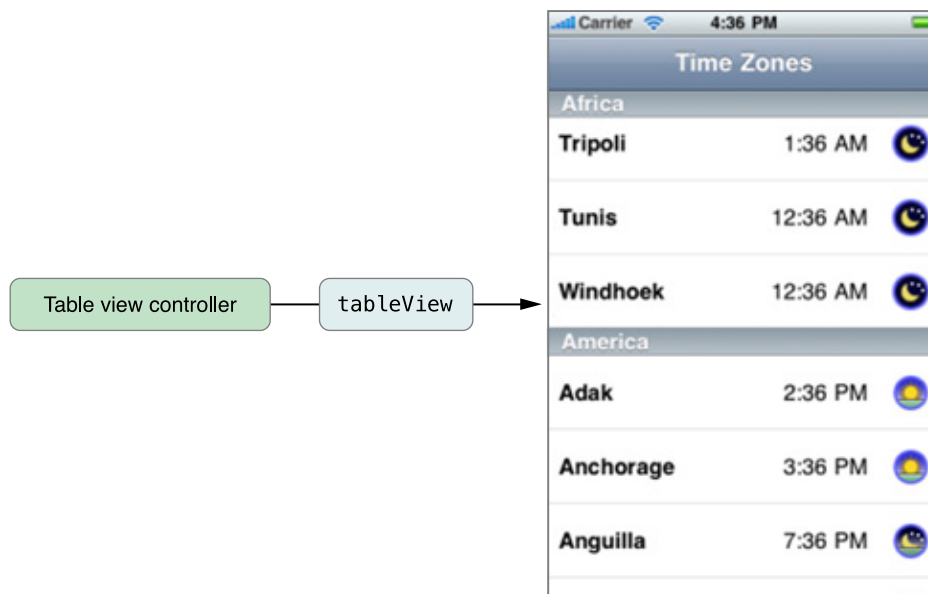 Carrier 4:36 PM
Time Zones
Africa
Tripoli 1:36 AM
Tunis 12:36 AM
Windhoek 12:36 AM
Table view controller
tableView
America
Adak 2:36 PM
Anchorage 3:36 PM
Anguilla 7:36 PM